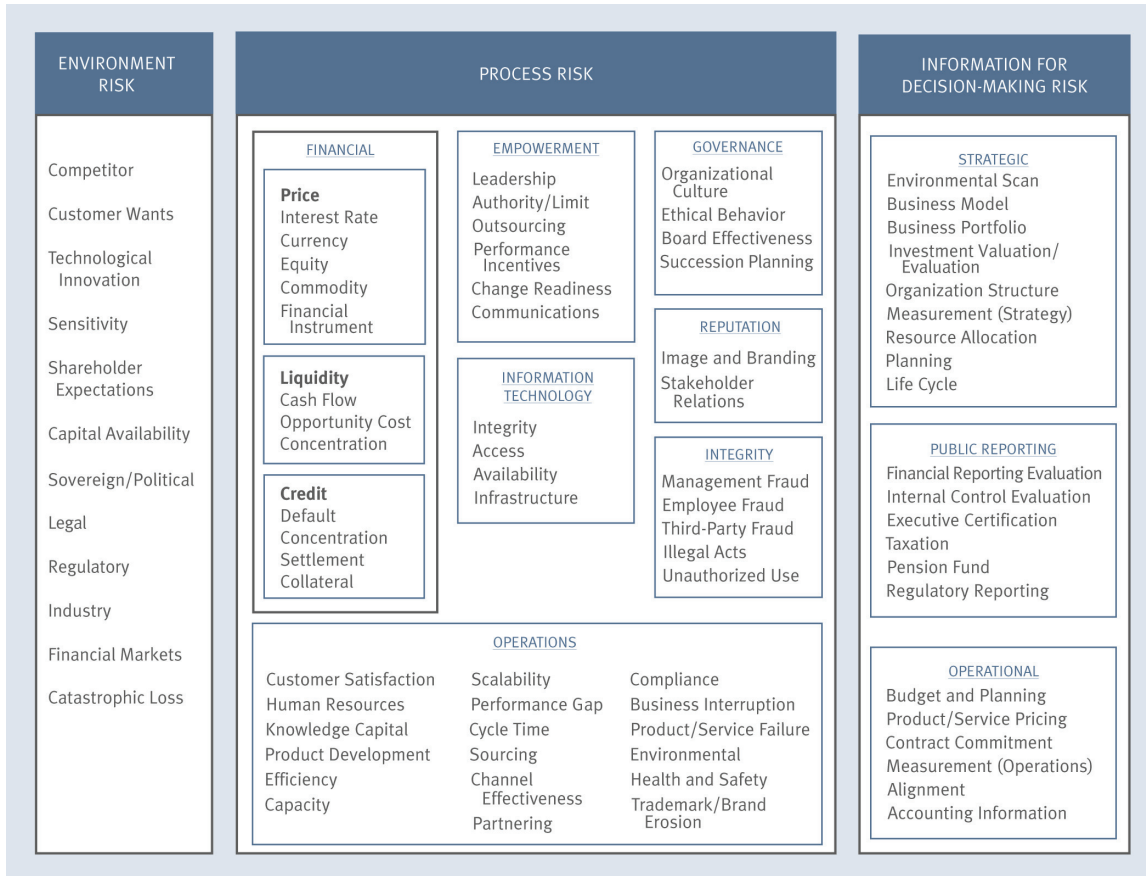 ENVIRONMENT
RISK
Competitor
Customer Wants
Technological
Innovation
Sensitivity
Shareholder
Expectations
Capital Availability
Sovereign/Political
Legal
Regulatory
Industry
Financial Markets
Catastrophic Loss
PROCESS RISK
FINANCIAL
Price
Interest Rate
Currency
Equity
Commodity
Financial
Instrument
Liquidity
Cash Flow
Opportunity Cost
Concentration
Credit
Default
Concentration
Settlement
Collateral
EMPOWERMENT
Leadership
Authority/Limit
Outsourcing
Performance
Incentives
Change Readiness
Communications
INFORMATION
TECHNOLOGY
Integrity
Access
Availability
Infrastructure
GOVERNANCE
Organizational
Culture
Ethical Behavior
Board Effectiveness
Succession Planning
REPUTATION
Image and Branding
Stakeholder
Relations
INTEGRITY
Management Fraud
Employee Fraud
Third-Party Fraud
Illegal Acts
Unauthorized Use
OPERATIONS
Customer Satisfaction
Human Resources
Knowledge Capital
Product Development
Efficiency
Capacity
Scalability
Performance Gap
Cycle Time
Sourcing
Channel
Effectiveness
Partnering
Compliance
Business Interruption
Product/Service Failure
Environmental
Health and Safety
Trademark/Brand
Erosion
INFORMATION FOR
DECISION-MAKING RISK
STRATEGIC
Environmental Scan
Business Model
Business Portfolio
Investment Valuation/
Evaluation
Organization Structure
Measurement (Strategy)
Resource Allocation
Planning
Life Cycle
PUBLIC REPORTING
Financial Reporting Evaluation
Internal Control Evaluation
Executive Certification
Taxation
Pension Fund
Regulatory Reporting
OPERATIONAL
Budget and Planning
Product/Service Pricing
Contract Commitment
Measurement (Operations)
Alignment
Accounting Information